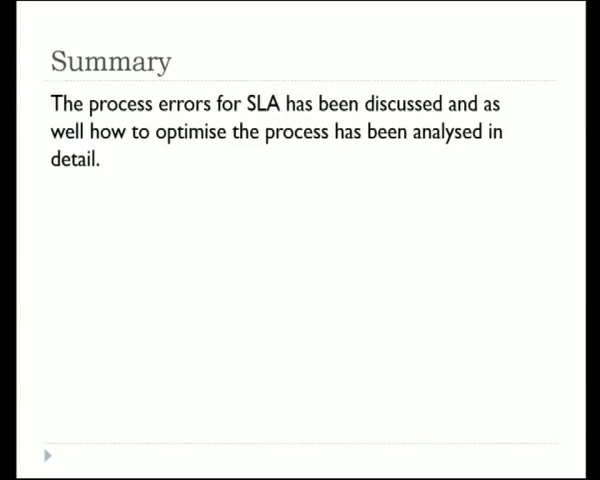 Summary
The process errors for SLA has been discussed and as
well how to optimise the process has been analysed in
detail.